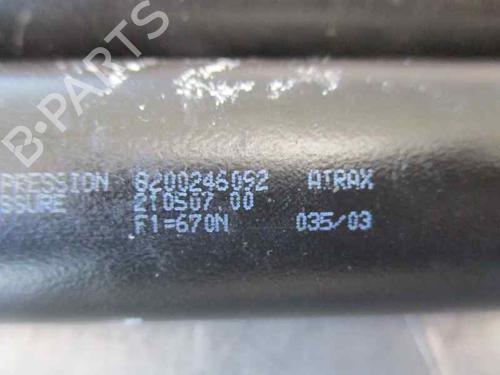 B-PARTS
PRESSION 8200246092 ATRAX
SSURE 210507.00
F1=670N 035/03